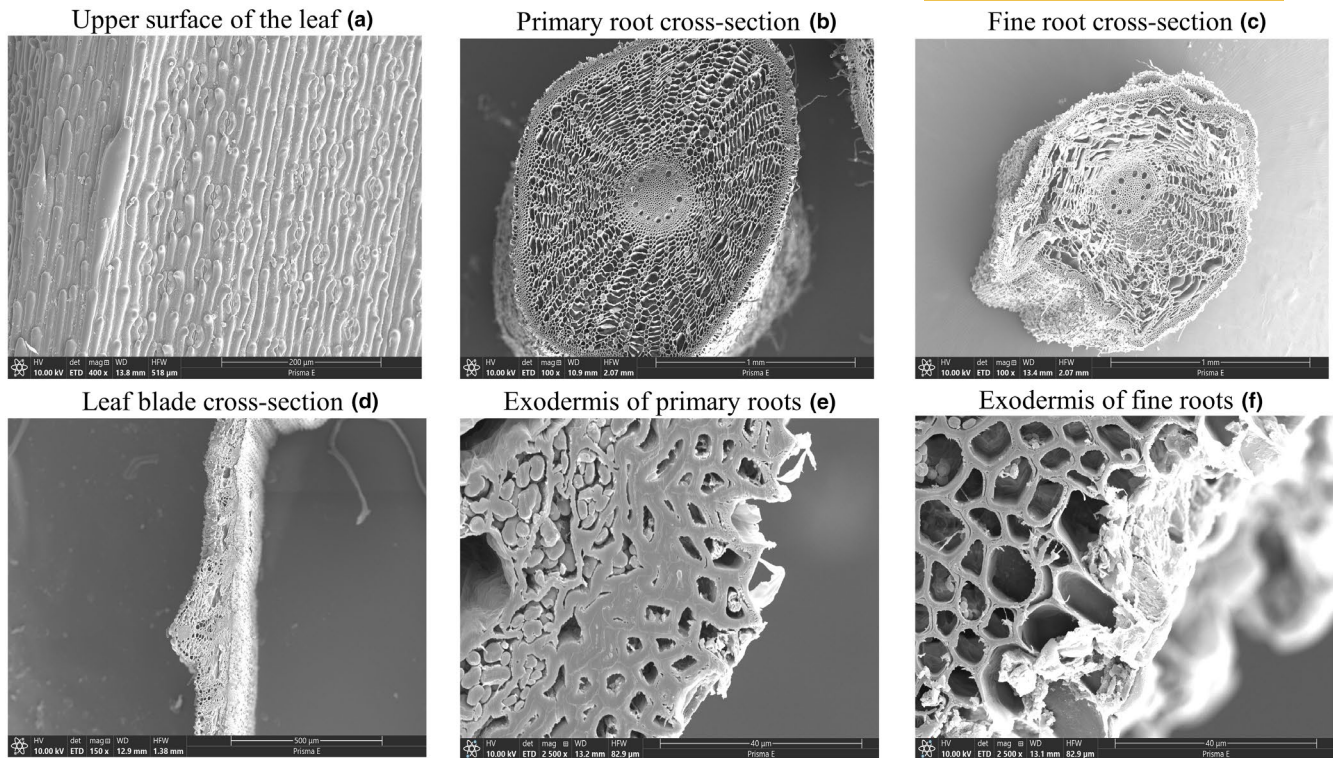 Upper surface of the leaf (a)
Primary root cross-section (b)
Fine root cross-section (c)
HV det mag WD HFW 200 µm
10.00 kV ETD 400 x 13.8 mm 518 µm Prisma E
HV det mag WD HFW 1 mm
10.00 kV ETD 100 x 10.9 mm 2.07 mm Prisma E
HV det mag WD HFW 1 mm
10.00 kV ETD 100 x 13.4 mm 2.07 mm Prisma E
Leaf blade cross-section (d)
Exodermis of primary roots (e)
Exodermis of fine roots (f)
HV det mag WD HFW 500 µm
10.00 kV ETD 150 x 12.9 mm 1.38 mm Prisma E
HV det mag WD HFW 40 µm
10.00 kV ETD 2 500 x 13.2 mm 82.9 µm Prisma E
HV det mag WD HFW 40 µm
10.00 kV ETD 2 500 x 13.1 mm 82.9 µm Prisma E